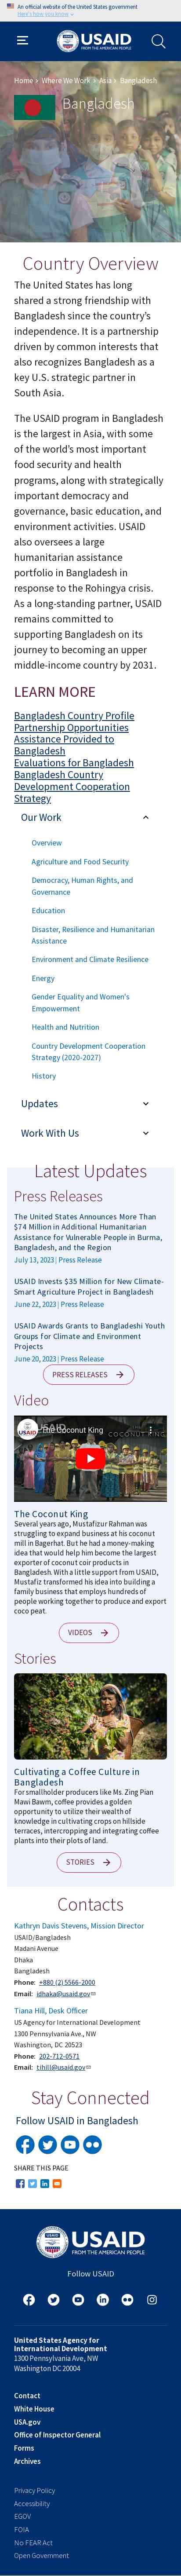 An official website of the United States government
Here's how you know
USAID
FROM THE AMERICAN PEOPLE
Home > Where We Work > Asia > Bangladesh
Bangladesh
Country Overview
The United States has long
shared a strong friendship with
Bangladesh since the country's
independence. It is a partnership
driven by common interests that
also recognizes Bangladesh as a
key U.S. strategic partner in
South Asia.
The USAID program in Bangladesh
is the largest in Asia, with some
of the world's most important
food security and health
programs, along with strategically
important democracy and
governance, basic education, and
environment activities. USAID
also oversees a large
humanitarian assistance
portfolio in Bangladesh in
response to the Rohingya crisis.
As a long-standing partner, USAID
remains committed to
supporting Bangladesh on its
journey to becoming an upper
middle-income country by 2031.
LEARN MORE
Bangladesh Country Profile
Partnership Opportunities
Assistance Provided to
Bangladesh
Evaluations for Bangladesh
Bangladesh Country
Development Cooperation
Strategy
Our Work
Overview
Agriculture and Food Security
Democracy, Human Rights, and
Governance
Education
Disaster, Resilience and Humanitarian
Assistance
Environment and Climate Resilience
Energy
Gender Equality and Women's
Empowerment
Health and Nutrition
Country Development Cooperation
Strategy (2020-2027)
History
Updates
Work With Us
Latest Updates
Press Releases
The United States Announces More Than
$74 Million in Additional Humanitarian
Assistance for Vulnerable People in Burma,
Bangladesh, and the Region
July 13, 2023 | Press Release
USAID Invests $35 Million for New Climate-
Smart Agriculture Project in Bangladesh
June 22, 2023 | Press Release
USAID Awards Grants to Bangladeshi Youth
Groups for Climate and Environment
Projects
June 20, 2023 | Press Release
PRESS RELEASES
Video
The Coconut King
COCONUT KING
The Coconut King
Several years ago, Mustafizur Rahman was
struggling to expand business at his coconut
mill in Bagerhat. But he had a money-making
idea that would help him become the largest
exporter of coconut coir products in
Bangladesh. With a little support from USAID,
Mustafiz transformed his idea into a booming
family business that employs hundreds of
women working to produce and export organic
coco peat.
VIDEOS
Stories
Cultivating a Coffee Culture in
Bangladesh
For smallholder producers like Ms. Zing Pian
Mawi Bawm, coffee provides a golden
opportunity to utilize their wealth of
knowledge in cultivating crops on hillside
terraces, intercropping and integrating coffee
plants into their plots of land.
STORIES
Contacts
Kathryn Davis Stevens, Mission Director
USAID/Bangladesh
Madani Avenue
Dhaka
Bangladesh
Phone: +880 (2) 5566-2000
Email: idhaka@usaid.gov
Tiana Hill, Desk Officer
US Agency for International Development
1300 Pennsylvania Ave., NW
Washington, DC 20523
Phone: 202-712-0571
Email: tihill@usaid.gov
Stay Connected
Follow USAID in Bangladesh
SHARE THIS PAGE
USAID
FROM THE AMERICAN PEOPLE
Follow USAID
United States Agency for
International Development
1300 Pennsylvania Ave, NW
Washington DC 20004
Contact
White House
USA.gov
Office of Inspector General
Forms
Archives
Privacy Policy
Accessibility
EGOV
FOIA
No FEAR Act
Open Government